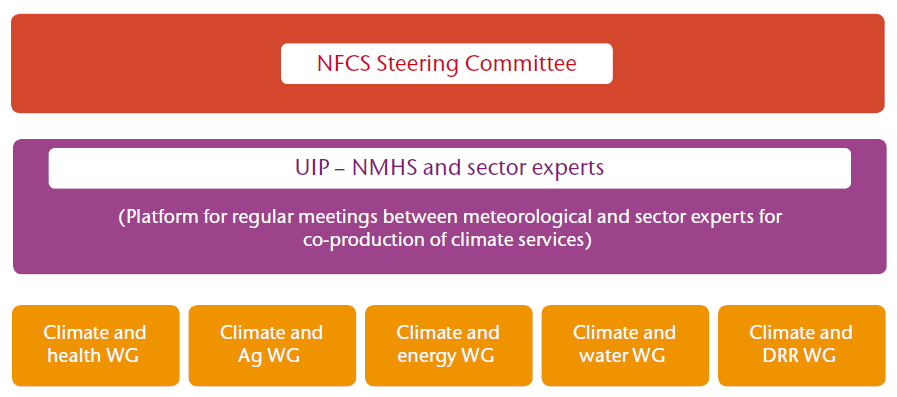 NFCS Steering Committee
UIP – NMHS and sector experts
(Platform for regular meetings between meteorological and sector experts for
co-production of climate services)
Climate and
health WG
Climate and
Ag WG
Climate and
energy WG
Climate and
water WG
Climate and
DRR WG